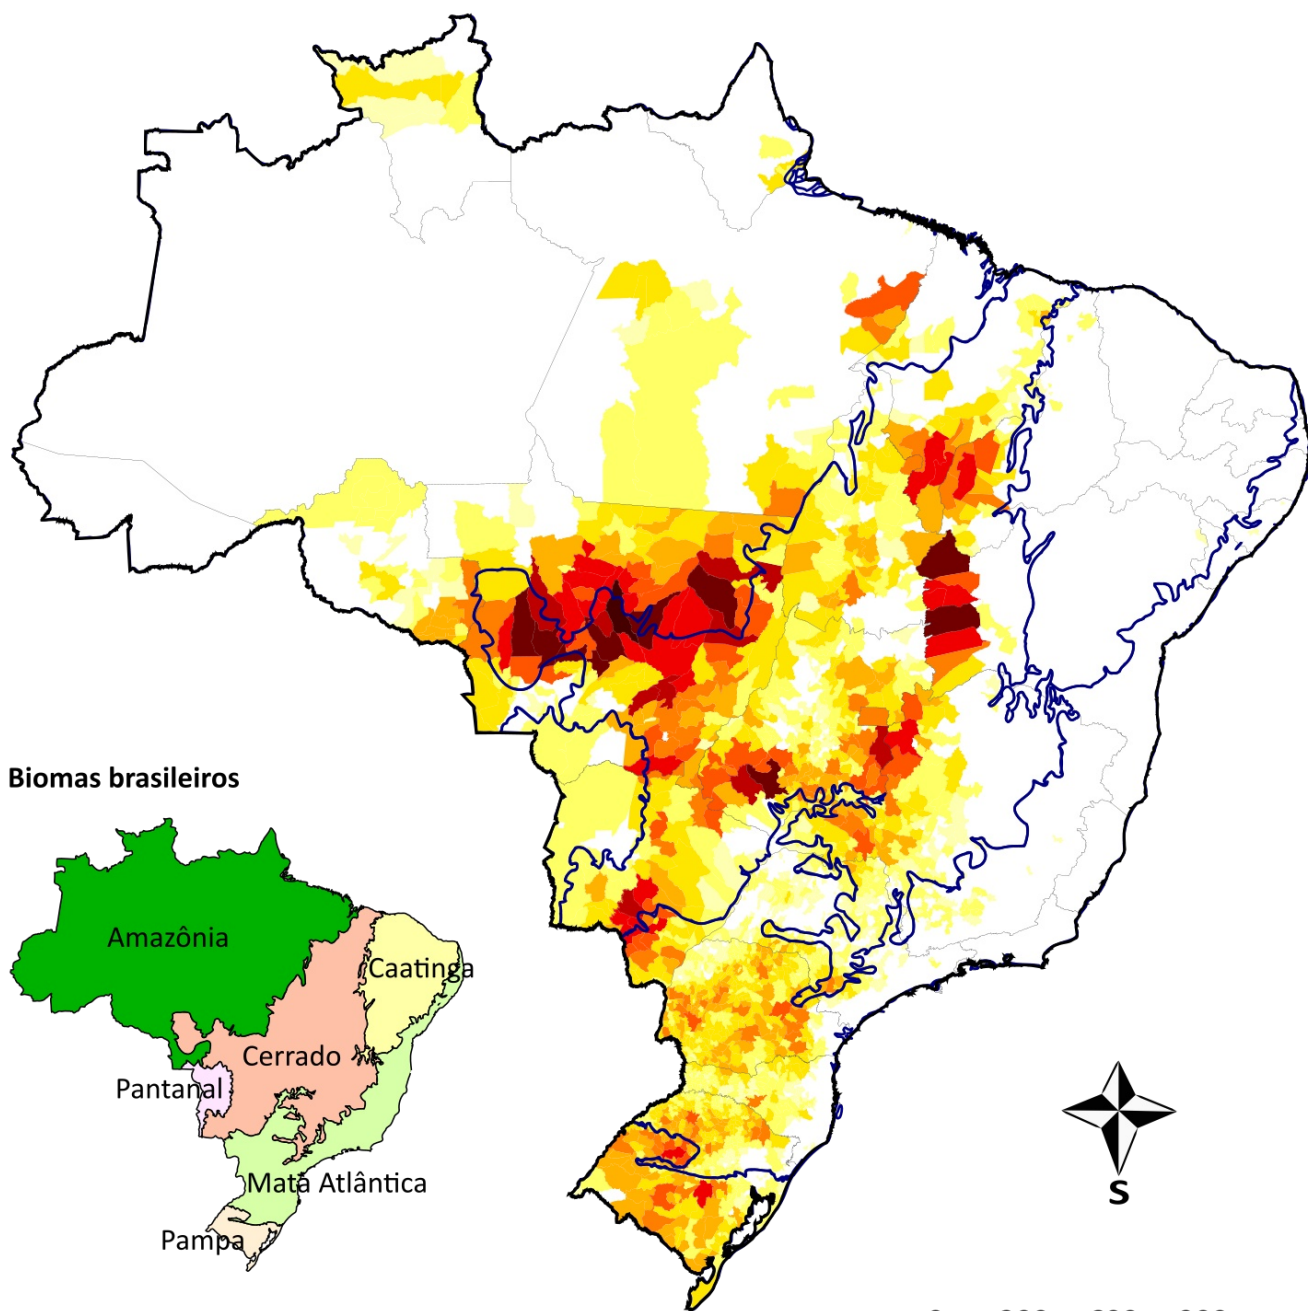 Biomas brasileiros
Amazônia
Caatinga
Cerrado
Pantanal
Mata Atlântica
Pampa
S